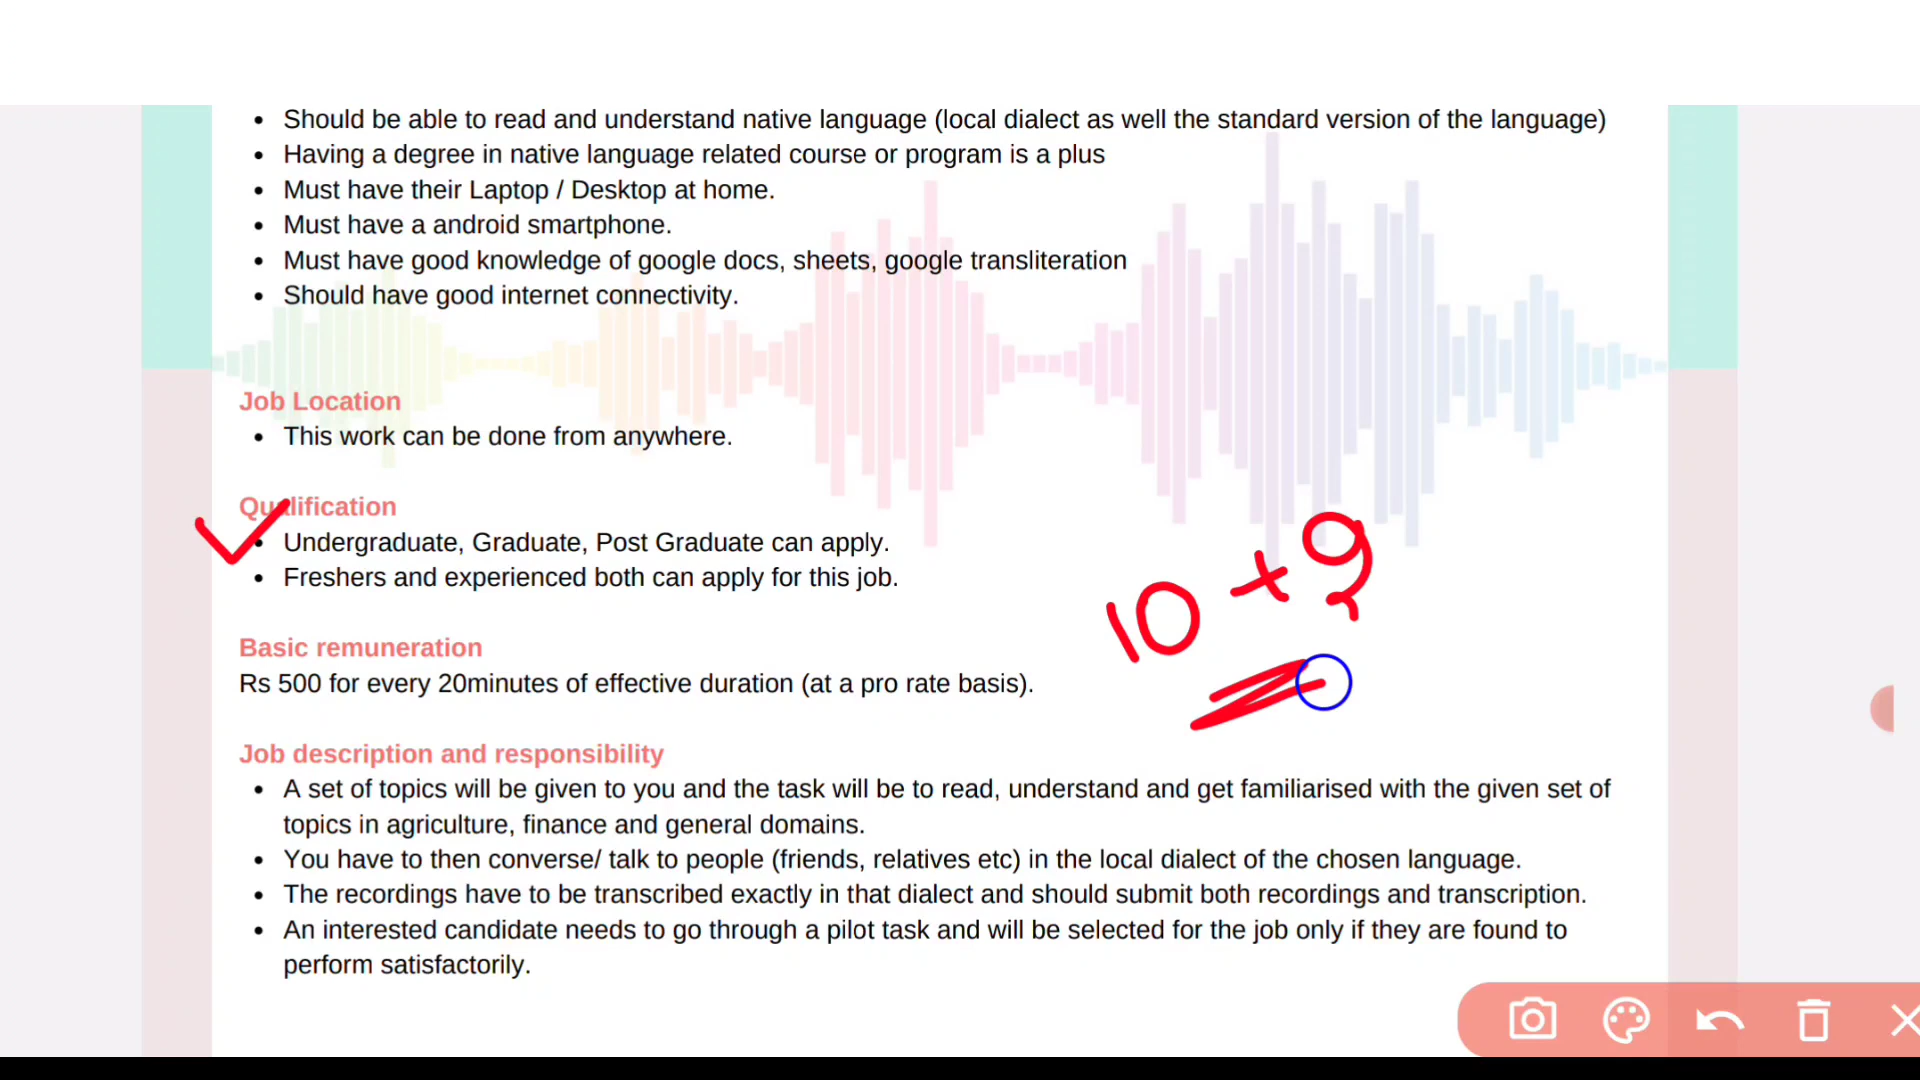 • Should be able to read and understand native language (local dialect as well the standard version of the language)
• Having a degree in native language related course or program is a plus
• Must have their Laptop / Desktop at home.
• Must have a android smartphone.
• Must have good knowledge of google docs, sheets, google transliteration
• Should have good internet connectivity.
Job Location
• This work can be done from anywhere.
Qualification
• Undergraduate, Graduate, Post Graduate can apply.
• Freshers and experienced both can apply for this job.
10 +
Basic remuneration
Rs 500 for every 20minutes of effective duration (at a pro rate basis).
Job description and responsibility
• A set of topics will be given to you and the task will be to read, understand and get familiarised with the given set of
topics in agriculture, finance and general domains.
• You have to then converse/ talk to people (friends, relatives etc) in the local dialect of the chosen language.
• The recordings have to be transcribed exactly in that dialect and should submit both recordings and transcription.
• An interested candidate needs to go through a pilot task and will be selected for the job only if they are found to
perform satisfactorily.